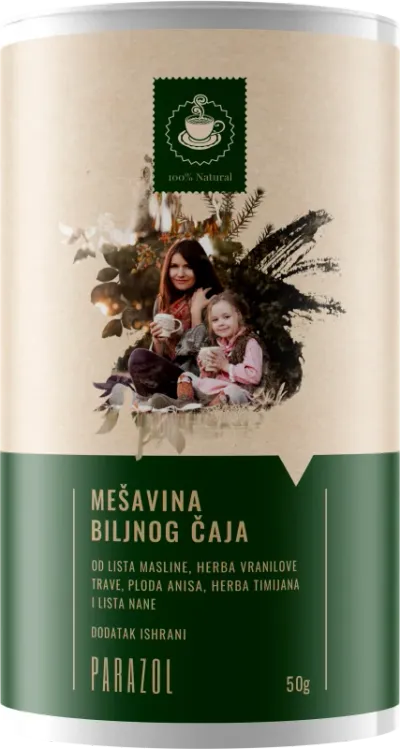 100% Natural
MEŠAVINA
BILJNOG ČAJA
OD LISTA MASLINE, HERBA VRANILOVE
TRAVE, PLODA ANISA, HERBA TIMIJANA
I LISTA NANE
DODATAK ISHRANI
PARAZOL
50g